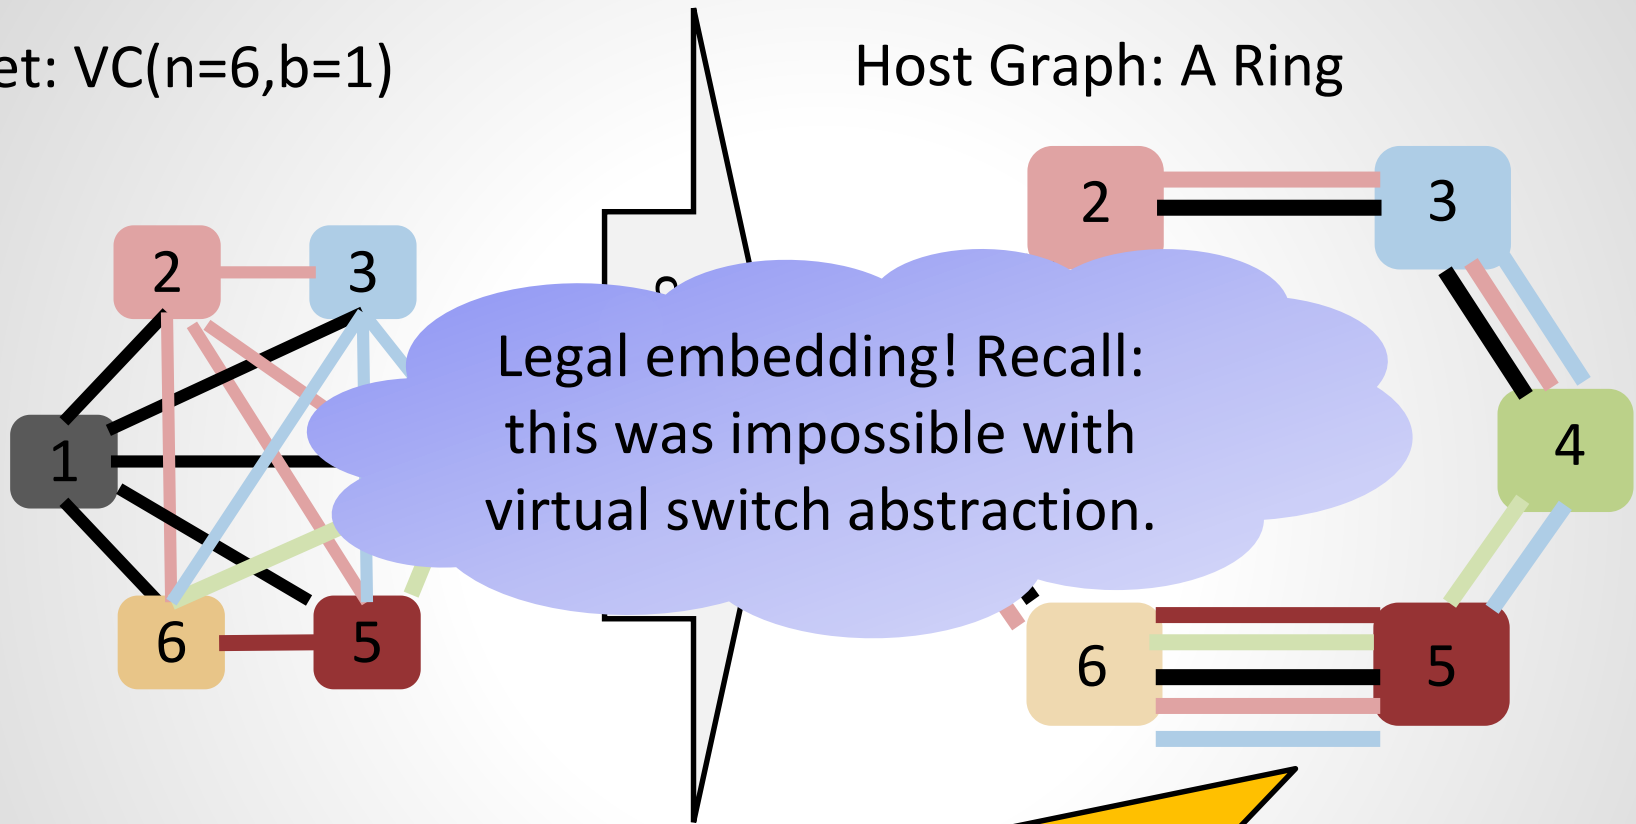 et: VC(n=6,b=1)
Host Graph: A Ring
2
3
2
3
Legal embedding! Recall:
this was impossible with
virtual switch abstraction.
1
4
6
5
6
5